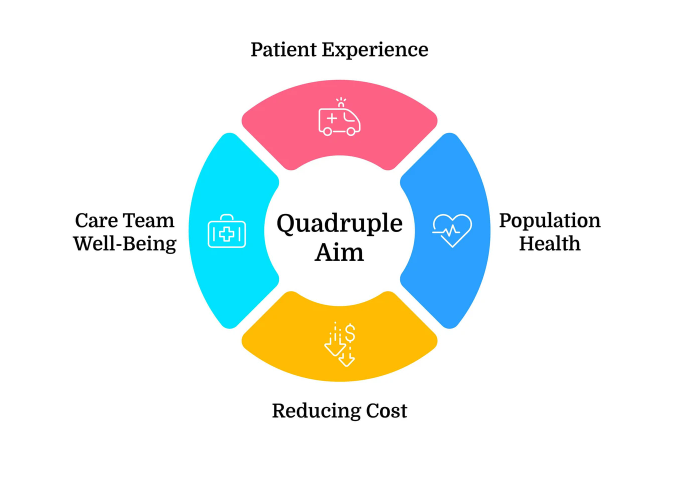 Patient Experience
Care Team
Well-Being
Quadruple
Aim
Population
Health
$
Reducing Cost